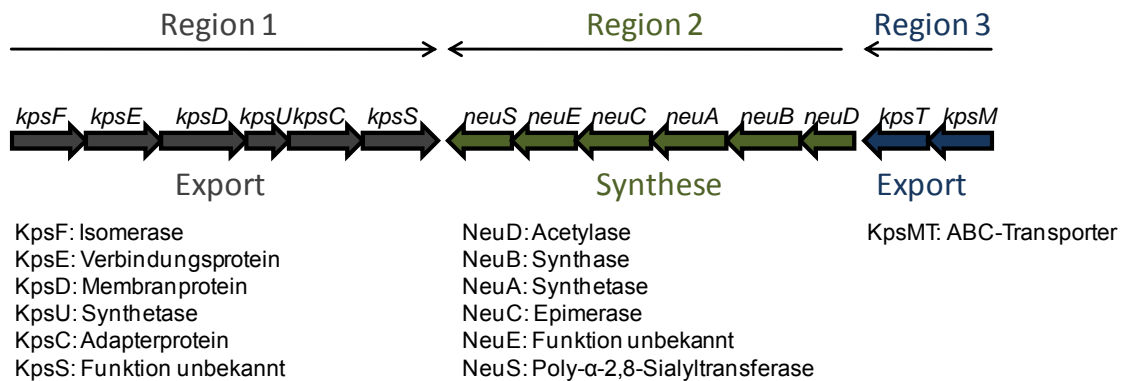 Region 1 Region 2 Region 3
kpsF kpsE kpsD kpsU kpsC kpsS neuS neuE neuC neuA neuB neuD kpsT kpsM
Export Synthese Export
KpsF: Isomerase
KpsE: Verbindungsprotein
KpsD: Membranprotein
KpsU: Synthetase
KpsC: Adapterprotein
KpsS: Funktion unbekannt
NeuD: Acetylase
NeuB: Synthase
NeuA: Synthetase
NeuC: Epimerase
NeuE: Funktion unbekannt
NeuS: Poly-α-2,8-Sialyltransferase
KpsMT: ABC-Transporter